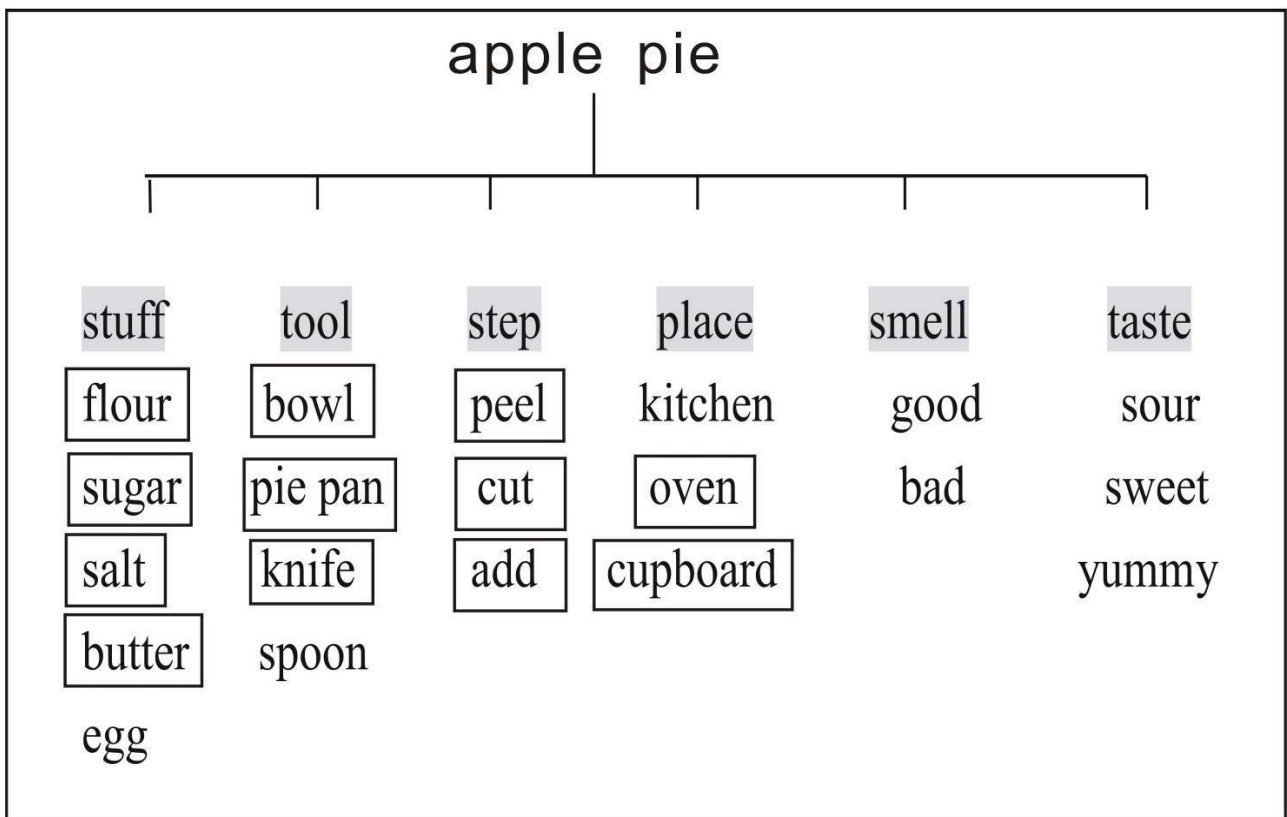 apple pie
stuff tool step place smell taste
flour bowl peel kitchen good sour
sugar pie pan cut oven bad sweet
salt knife add cupboard yummy
butter spoon
egg